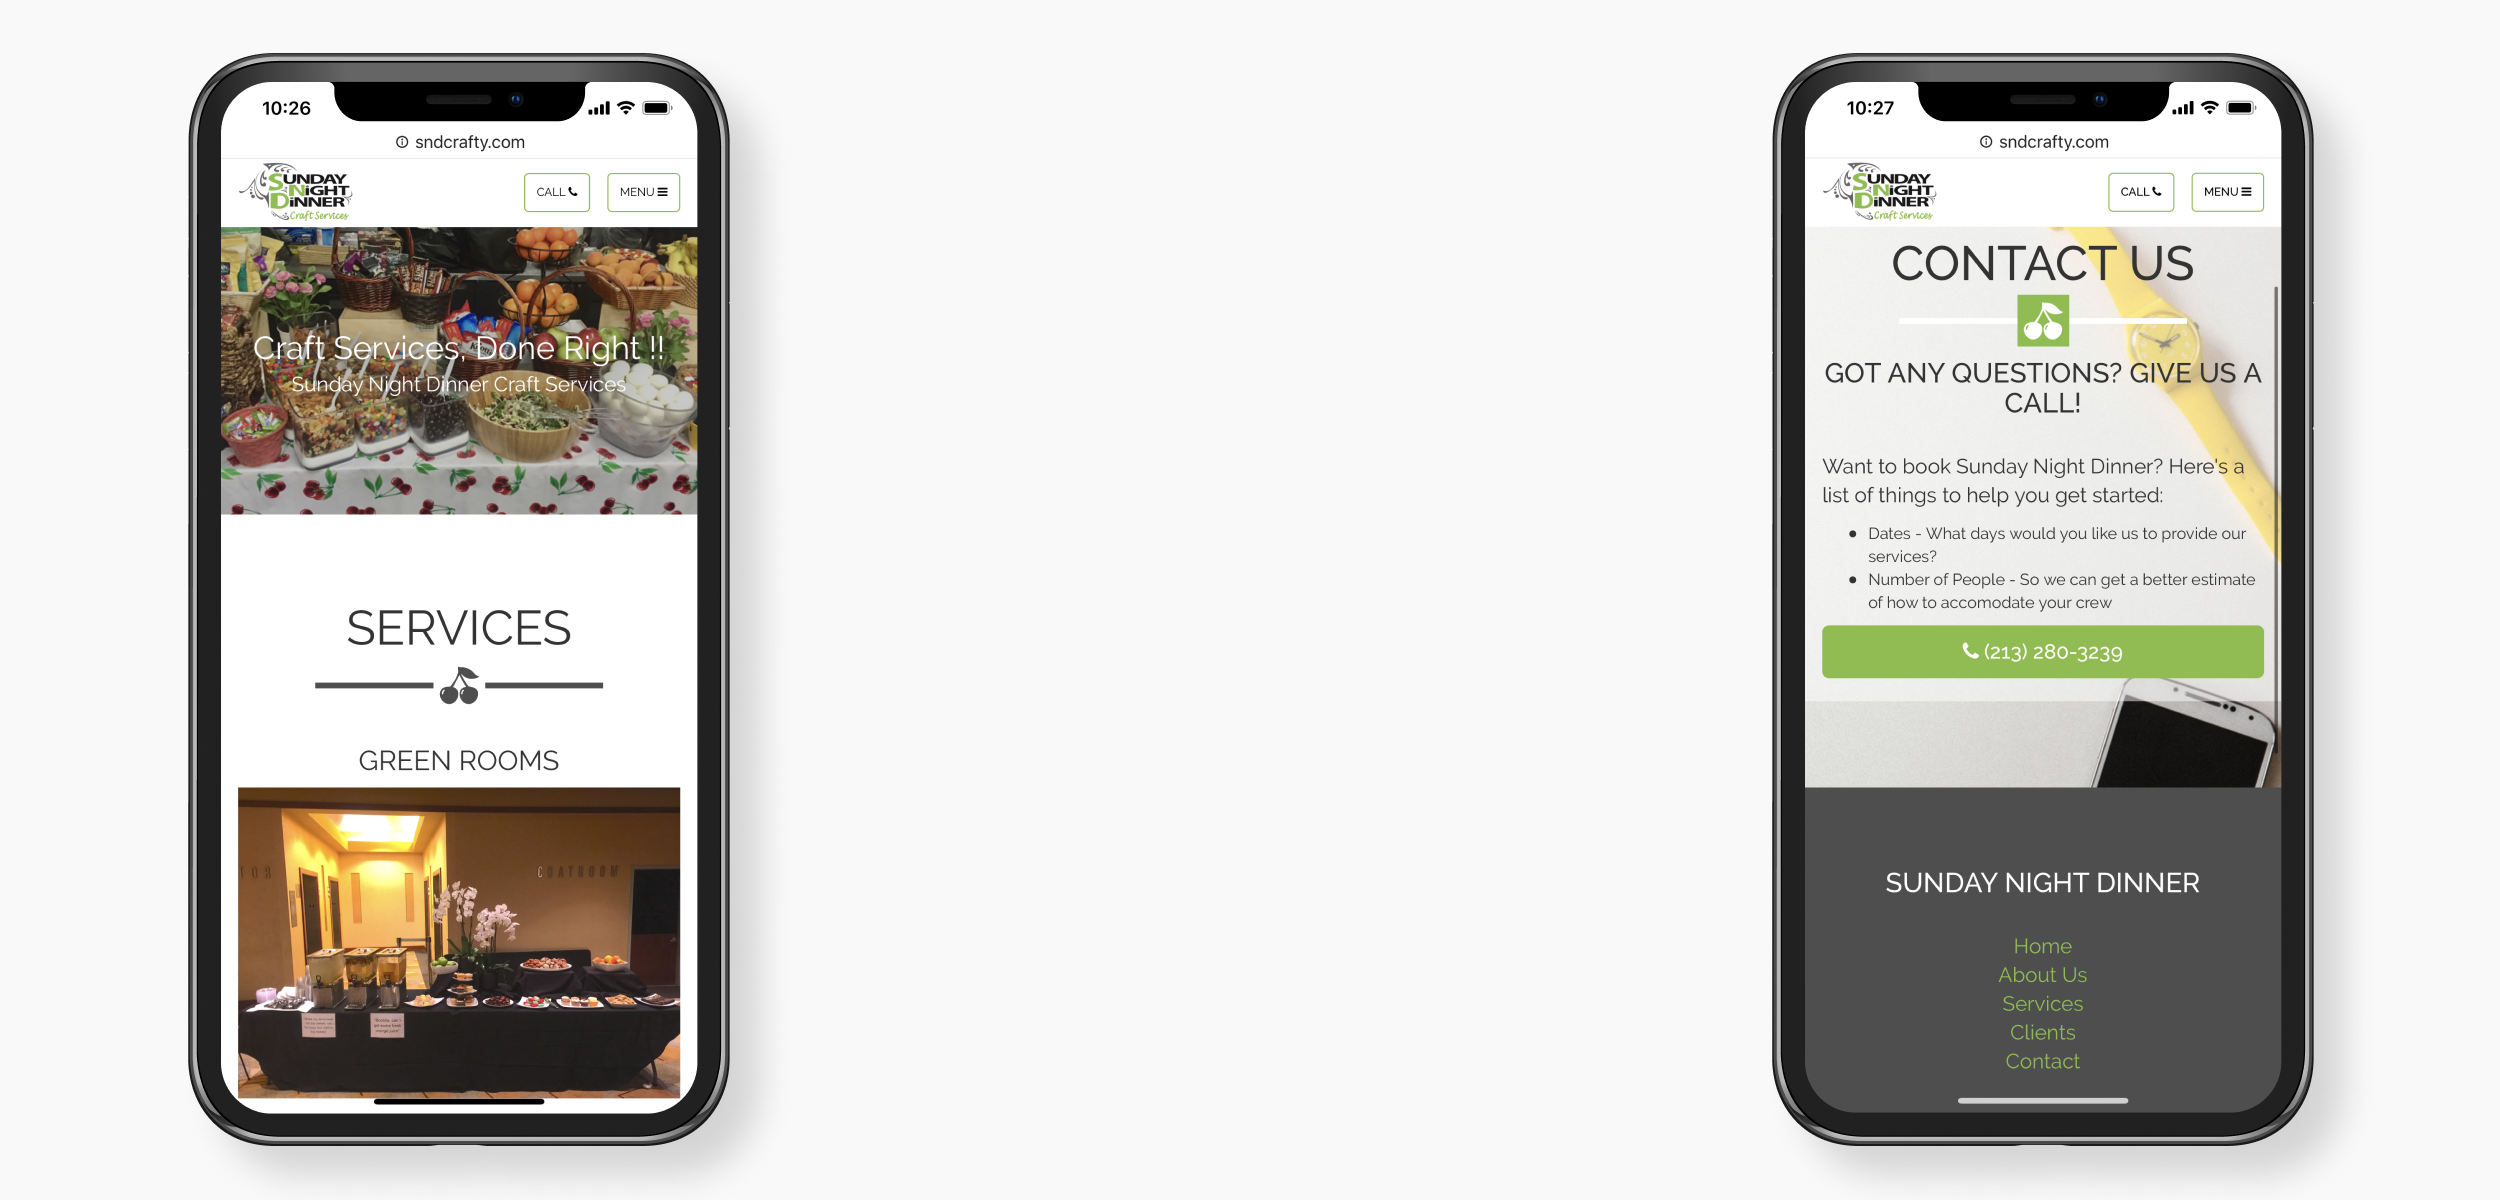 10:26
sndcrafty.com
SUNDAY
NIGHT
DINNER
Craft Services
CALL
MENU
Craft Services, Done Right !!
Sunday Night Dinner Craft Services
SERVICES
GREEN ROOMS
COATROOM
10:27
sndcrafty.com
SUNDAY
NIGHT
DINNER
Craft Services
CALL
MENU
CONTACT US
GOT ANY QUESTIONS? GIVE US A
CALL!
Want to book Sunday Night Dinner? Here's a
list of things to help you get started:
Dates - What days would you like us to provide our
services?
Number of People - So we can get a better estimate
of how to accomodate your crew
(213) 280-3239
SUNDAY NIGHT DINNER
Home
About Us
Services
Clients
Contact